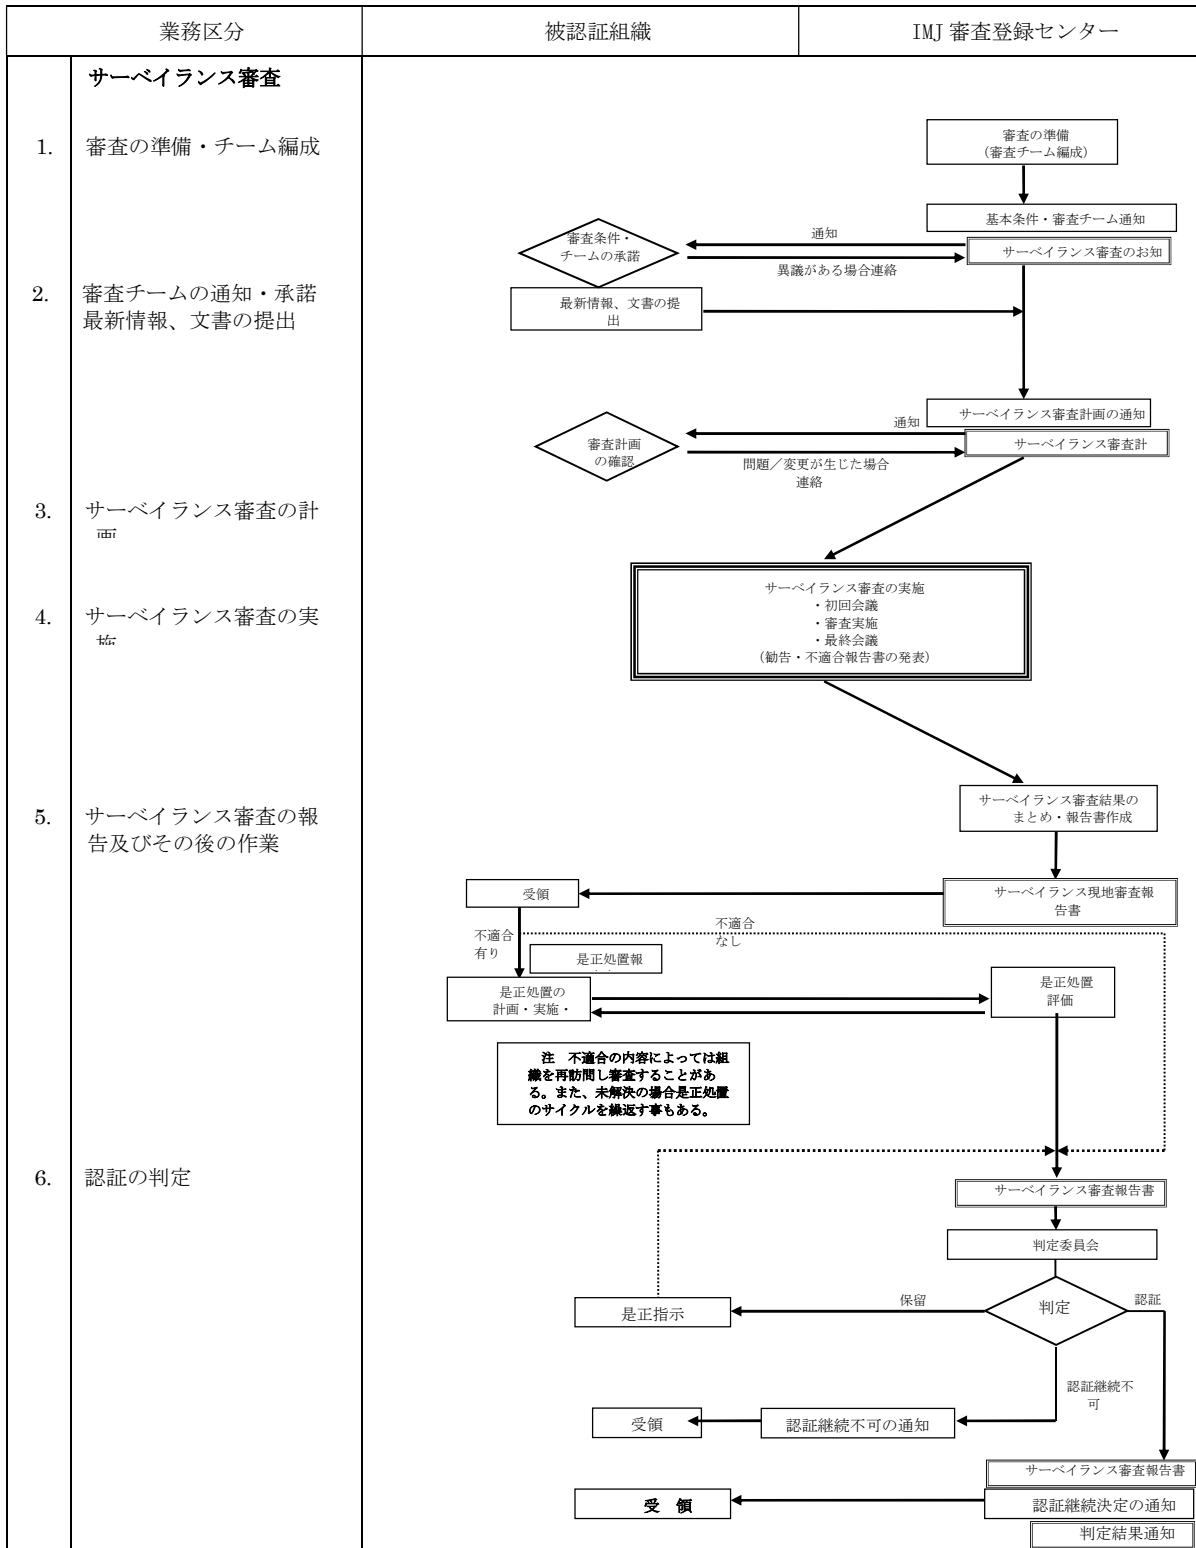 業務区分
被認証組織
IMJ 審査登録センター
サーベイランス審査
1.
審査の準備・チーム編成
審査の準備
(審査チーム編成)
基本条件・審査チーム通知
審査条件・
チームの承諾
通知
サーベイランス審査のお知
異議がある場合連絡
2.
審査チームの通知・承諾
最新情報、文書の提出
最新情報、文書の提
出
サーベイランス審査計画の通知
通知
審査計画
の確認
サーベイランス審査計
問題／変更が生じた場合
連絡
3.
サーベイランス審査の計
画
4.
サーベイランス審査の実
施
サーベイランス審査の実施
・初回会議
・審査実施
・最終会議
(勧告・不適合報告書の発表)
5.
サーベイランス審査の報
告及びその後の作業
サーベイランス審査結果の
まとめ・報告書作成
受領
サーベイランス現地審査報
告書
不適合
有り
不適合
なし
是正処置報
是正処置の
計画・実施・
是正処置
評価
注　不適合の内容によっては組
織を再訪問し審査することがあ
る。また、未解決の場合是正処置
のサイクルを繰返す事もある。
6.
認証の判定
サーベイランス審査報告書
判定委員会
是正指示
保留
判定
認証
認証継続不
可
受領
認証継続不可の通知
サーベイランス審査報告書
受　領
認証継続決定の通知
判定結果通知